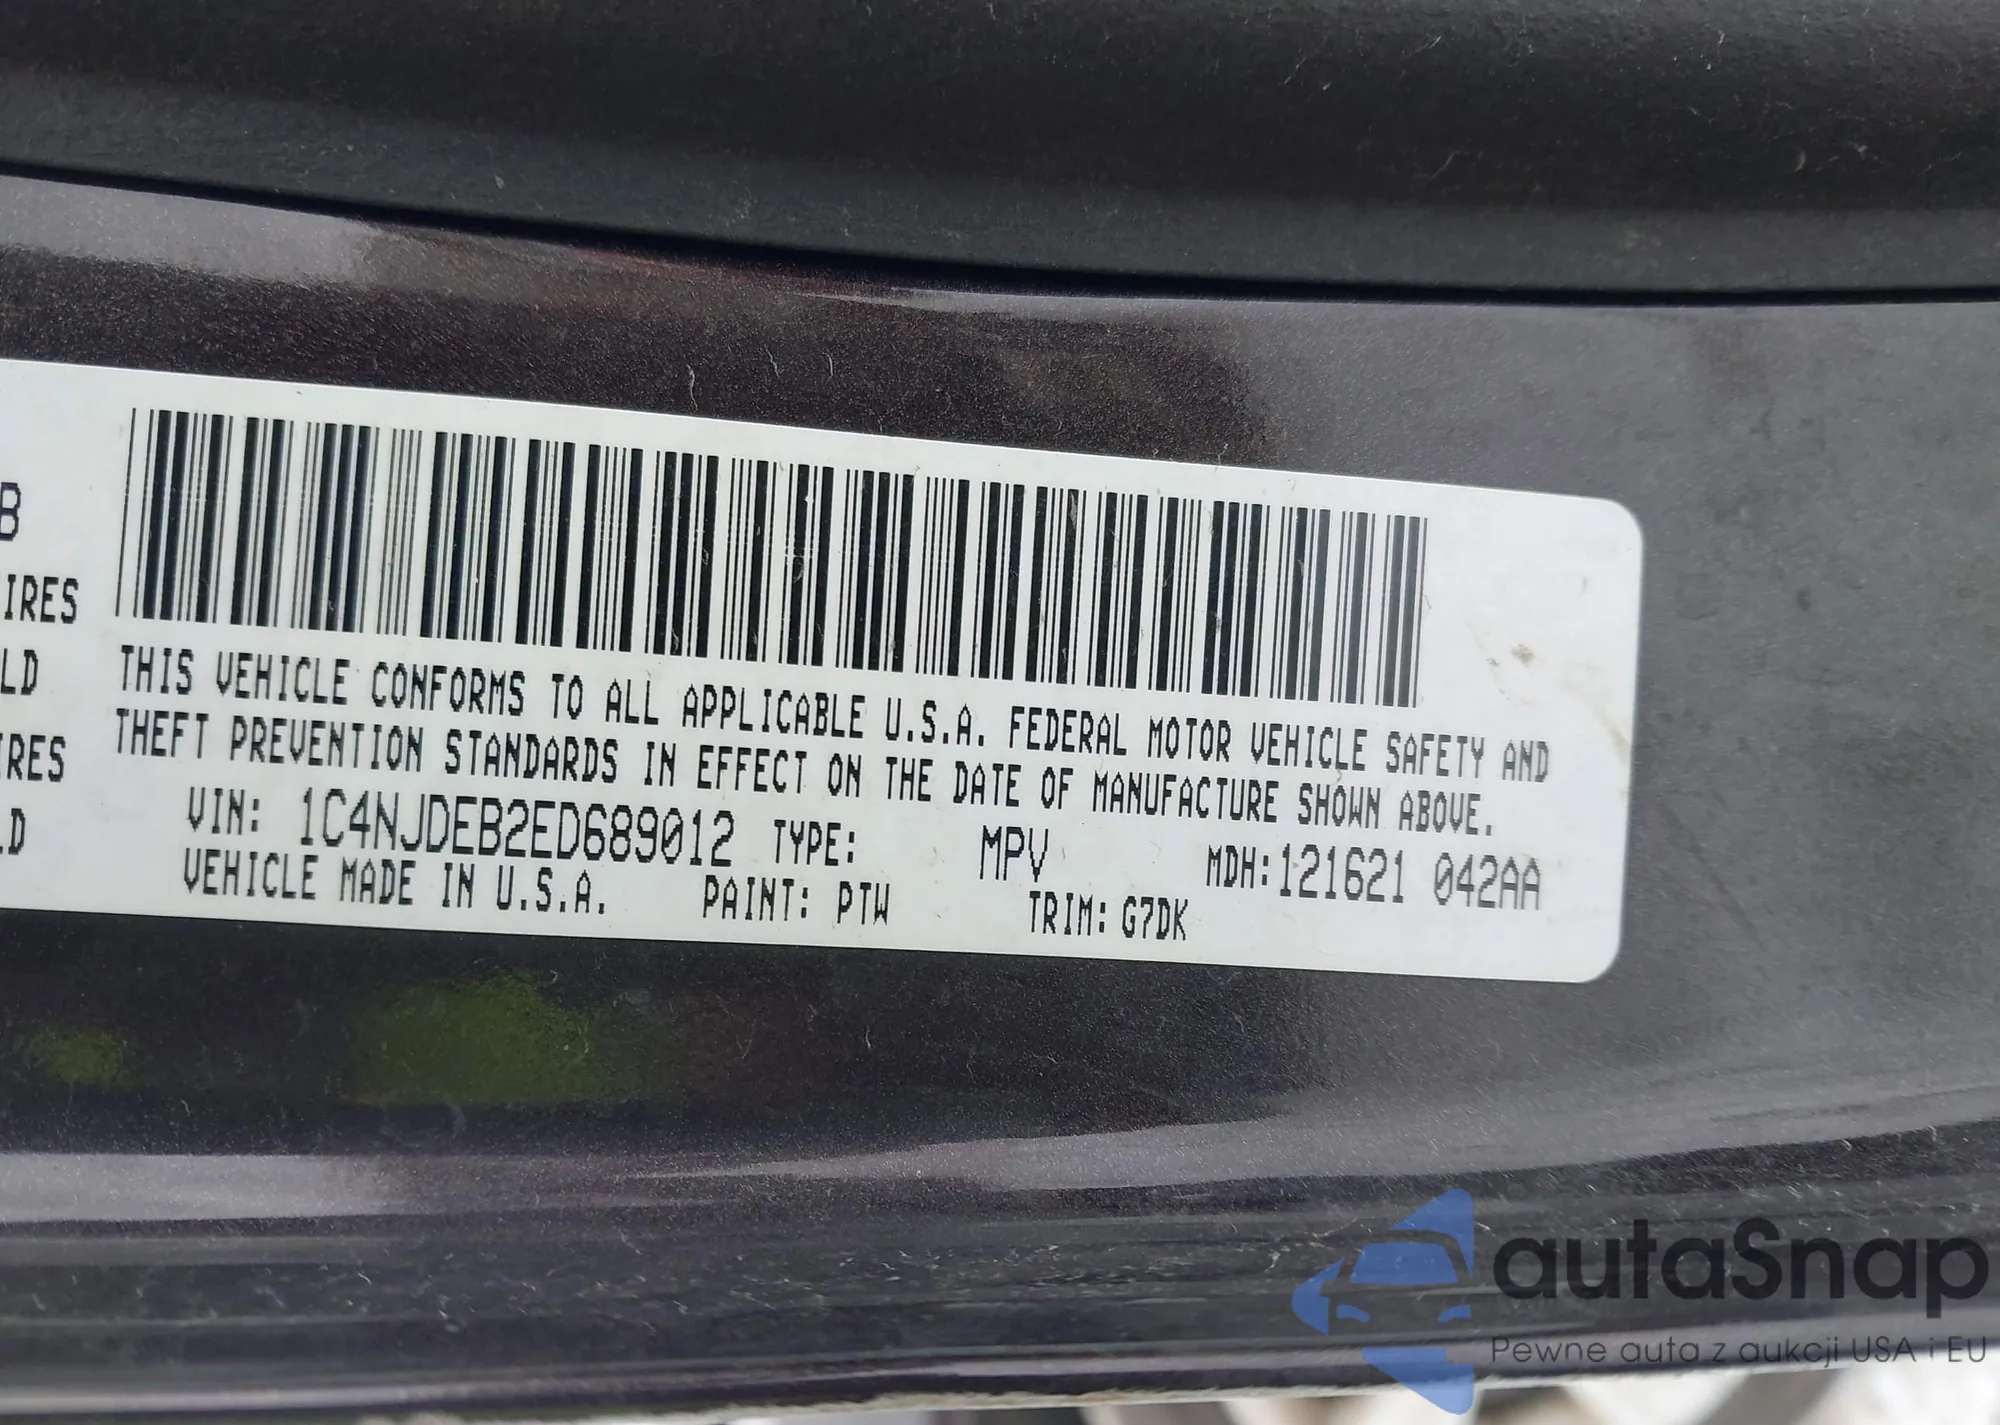 B
IRES
LD
IRES
LD
THIS VEHICLE CONFORMS TO ALL APPLICABLE U.S.A. FEDERAL MOTOR VEHICLE SAFETY AND
THEFT PREVENTION STANDARDS IN EFFECT ON THE DATE OF MANUFACTURE SHOWN ABOVE.
VIN: 1C4NJDEB2ED689012 TYPE: MPV MDH:121621 042AA
VEHICLE MADE IN U.S.A. PAINT: PTW TRIM: G7DK
autaSnap
Pewne auta z aukcji USA i EU